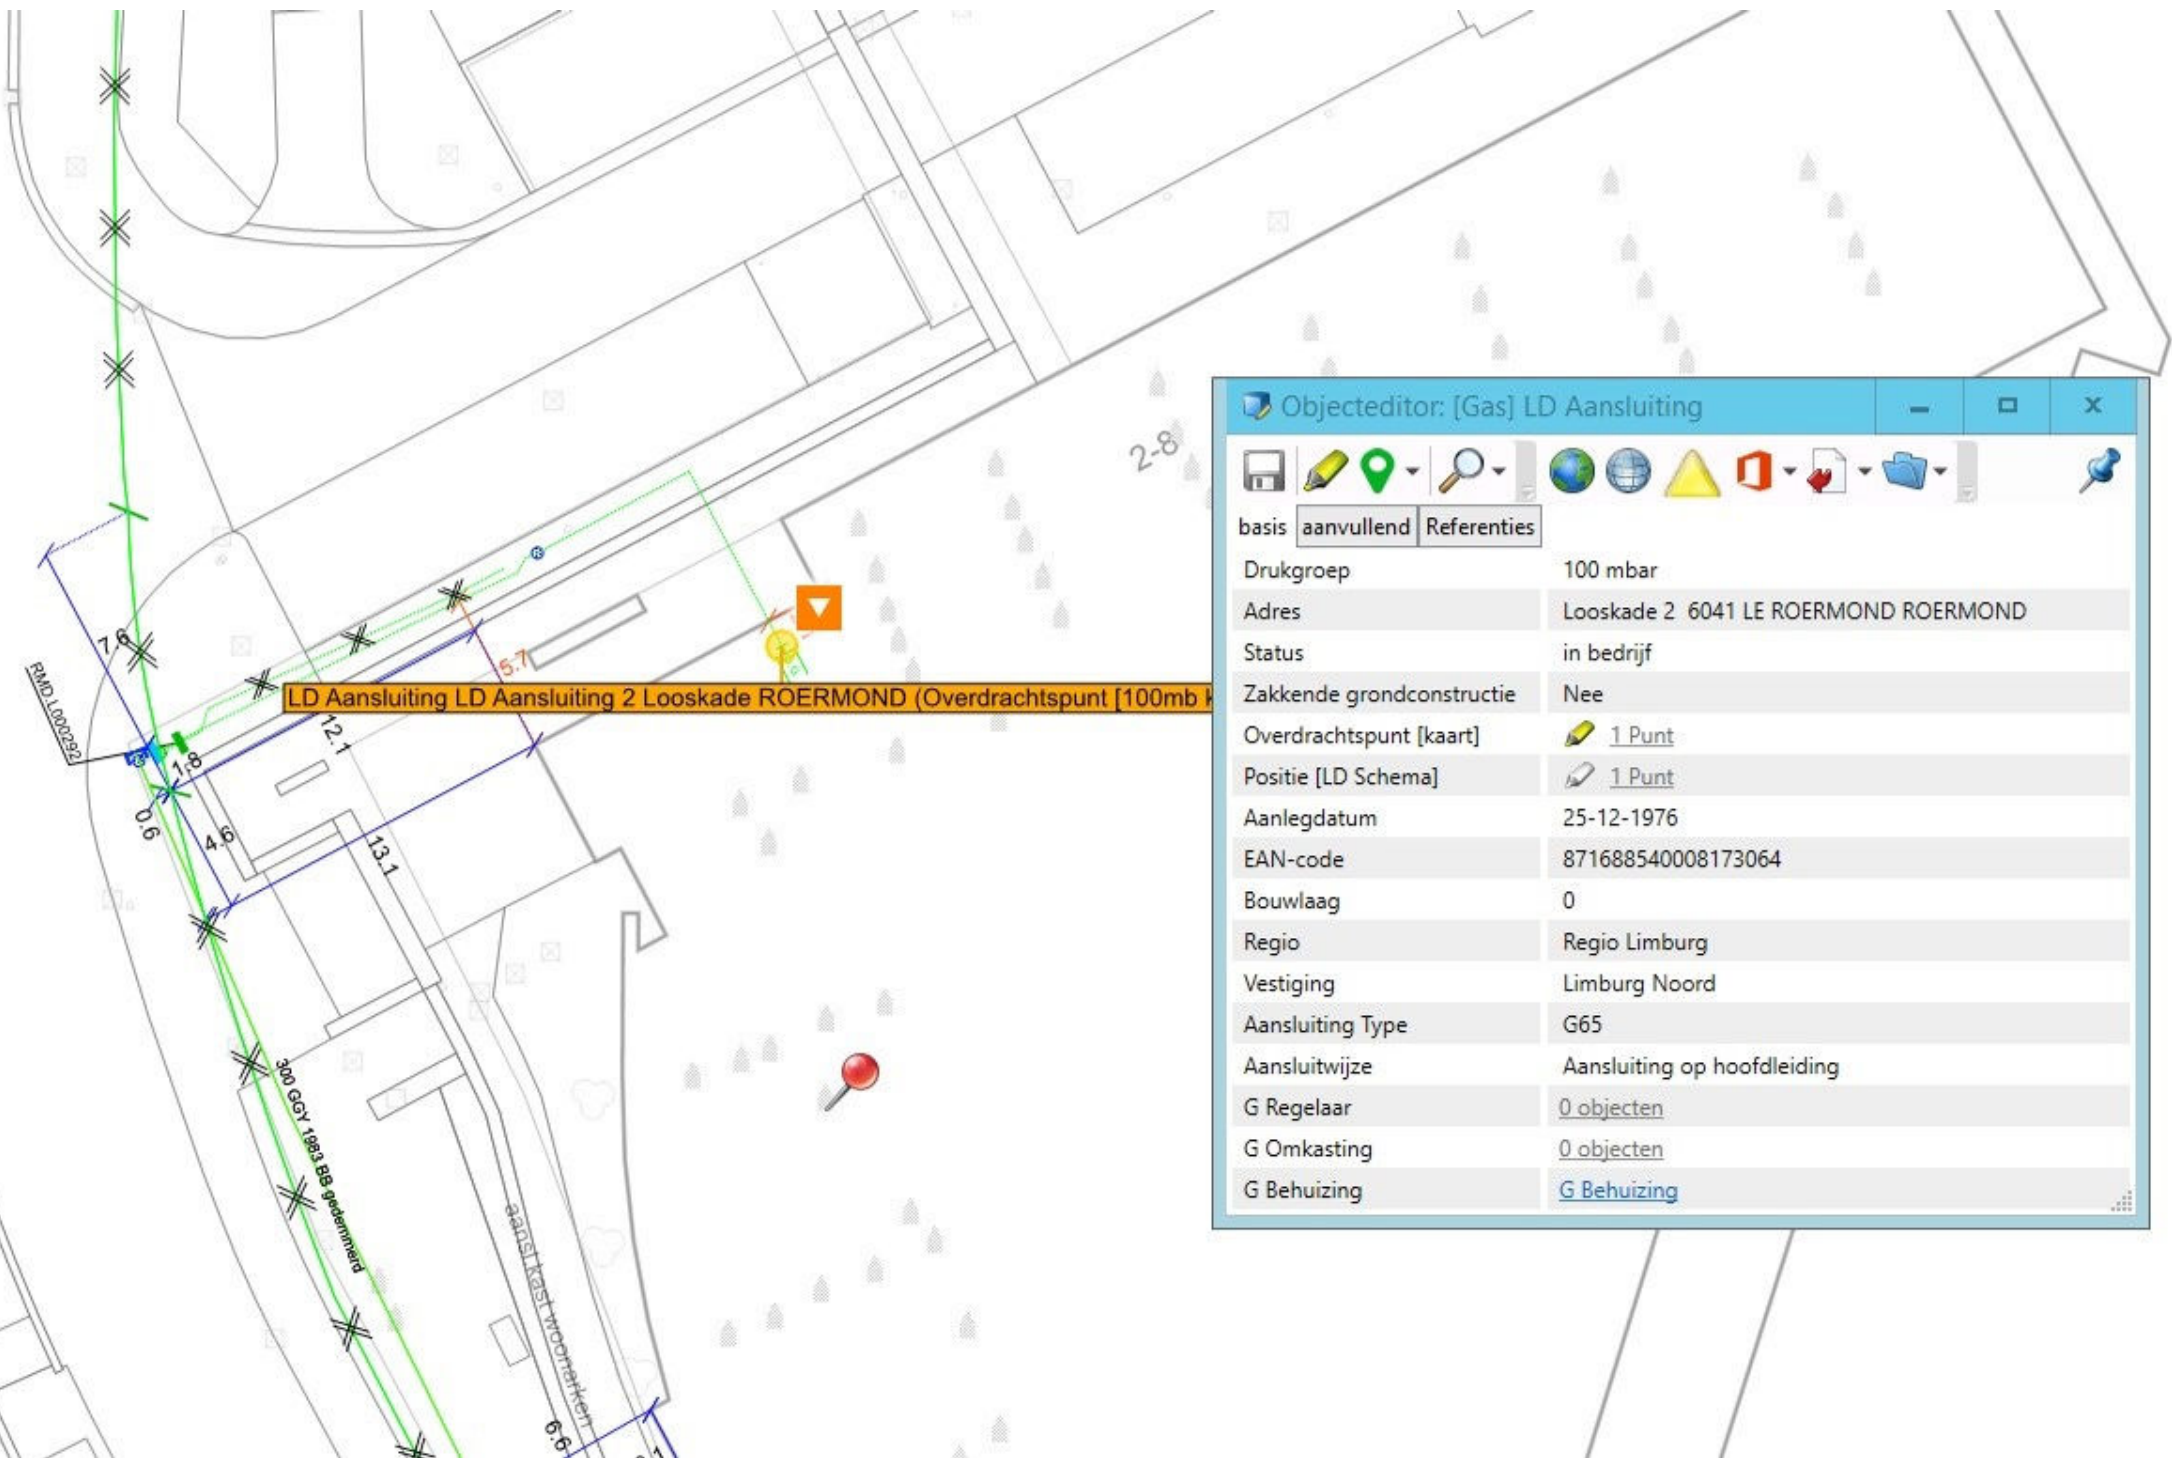 2-8
Objecteditor: [Gas] LD Aansluiting
basis aanvullend Referenties
Drukgroep 100 mbar
Adres Looskade 2 6041 LE ROERMOND ROERMOND
Status in bedrijf
Zakkende grondconstructie Nee
Overdrachtspunt [kaart] 1 Punt
Positie [LD Schema] 1 Punt
Aanlegdatum 25-12-1976
EAN-code 871688540008173064
Bouwlaag 0
Regio Regio Limburg
Vestiging Limburg Noord
Aansluiting Type G65
Aansluitwijze Aansluiting op hoofdleiding
G Regelaar 0 objecten
G Omkasting 0 objecten
G Behuizing G Behuizing
7.6
RMD L000292
5.7
LD Aansluiting LD Aansluiting 2 Looskade ROERMOND (Overdrachtspunt [100mb
12.1
1.8
0.6
4.6
13.1
300 GGY 1983 BB gedemmerd
aansl.kast woonarken
6.6